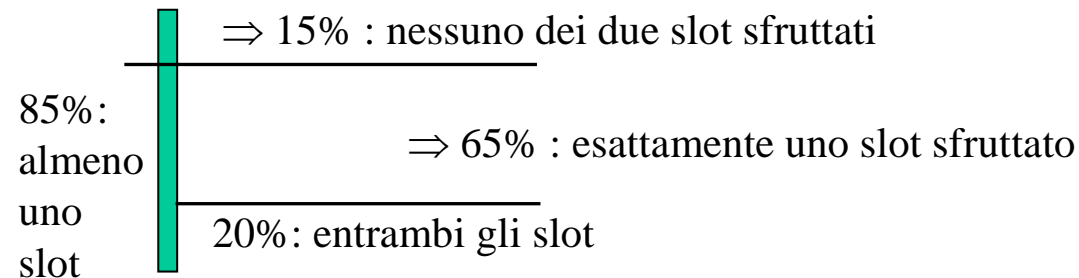 ⇒ 15% : nessuno dei due slot sfruttati
85%:
almeno
uno
slot
⇒ 65% : esattamente uno slot sfruttato
20%: entrambi gli slot